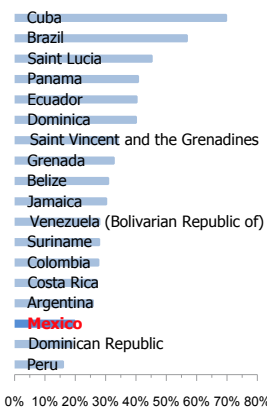 Cuba
Brazil
Saint Lucia
Panama
Ecuador
Dominica
Saint Vincent and the Grenadines
Grenada
Belize
Jamaica
Venezuela (Bolivarian Republic of)
Suriname
Colombia
Costa Rica
Argentina
Mexico
Dominican Republic
Peru
0% 10% 20% 30% 40% 50% 60% 70% 80%